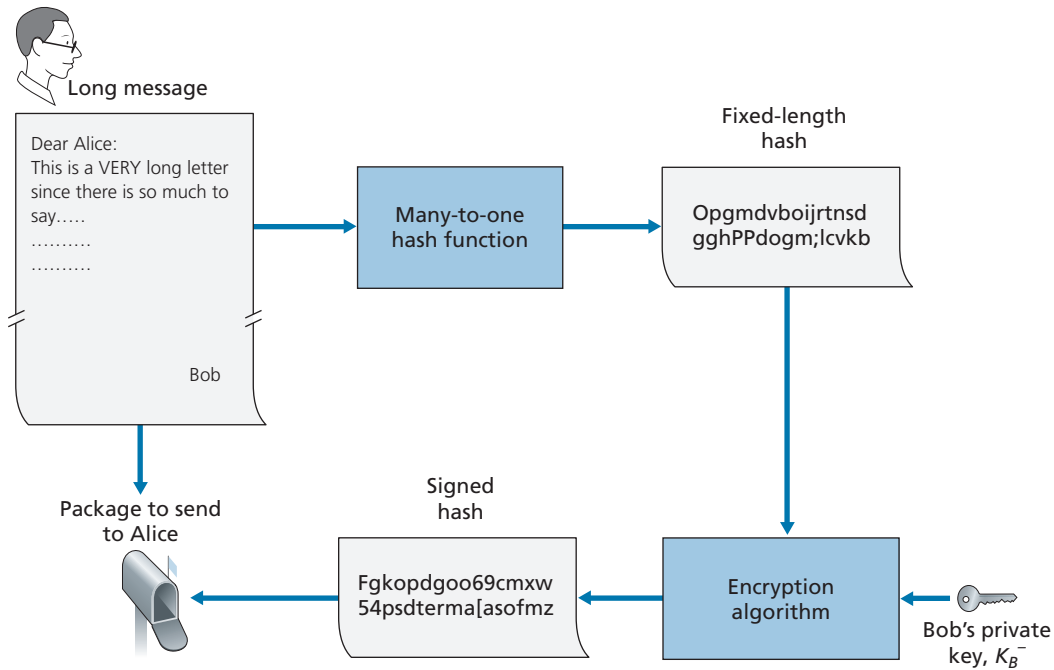 Long message
Dear Alice:
This is a VERY long letter
since there is so much to
say.....
..........
..........
Bob
Many-to-one
hash function
Fixed-length
hash
Opgmdvboijrtnsd
gghPPdogm;lcvkb
Package to send
to Alice
Signed
hash
Fgkopdgoo69cmxw
54psdterma[asofmz
Encryption
algorithm
Bob's private
key, K_B^−